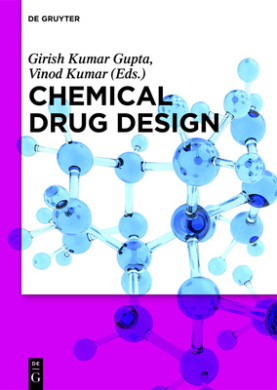 DE GRUYTER
Girish Kumar Gupta,
Vinod Kumar (Eds.)
CHEMICAL
DRUG DESIGN
DE
G